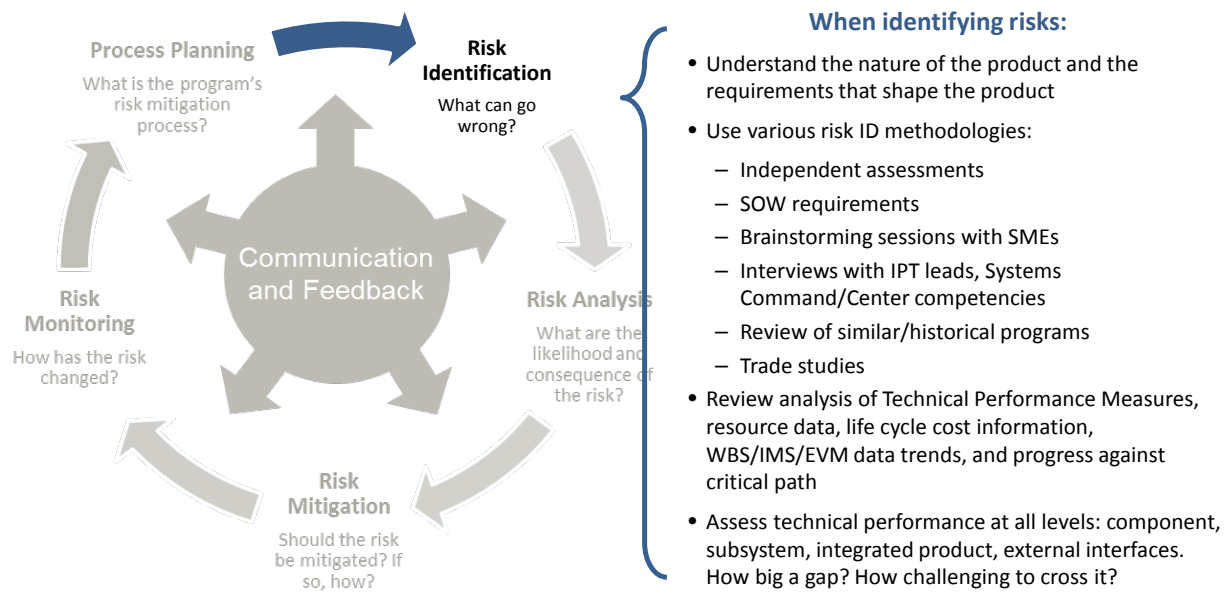 Process Planning
What is the program's
risk mitigation
process?
Risk
Identification
What can go
wrong?
Communication
and Feedback
Risk Analysis
What are the
likelihood and
consequence of
the risk?
Risk
Mitigation
Should the risk
be mitigated? If
so, how?
Risk
Monitoring
How has the risk
changed?
When identifying risks:
• Understand the nature of the product and the
requirements that shape the product
• Use various risk ID methodologies:
– Independent assessments
– SOW requirements
– Brainstorming sessions with SMEs
– Interviews with IPT leads, Systems
Command/Center competencies
– Review of similar/historical programs
– Trade studies
• Review analysis of Technical Performance Measures,
resource data, life cycle cost information,
WBS/IMS/EVM data trends, and progress against
critical path
• Assess technical performance at all levels: component,
subsystem, integrated product, external interfaces.
How big a gap? How challenging to cross it?